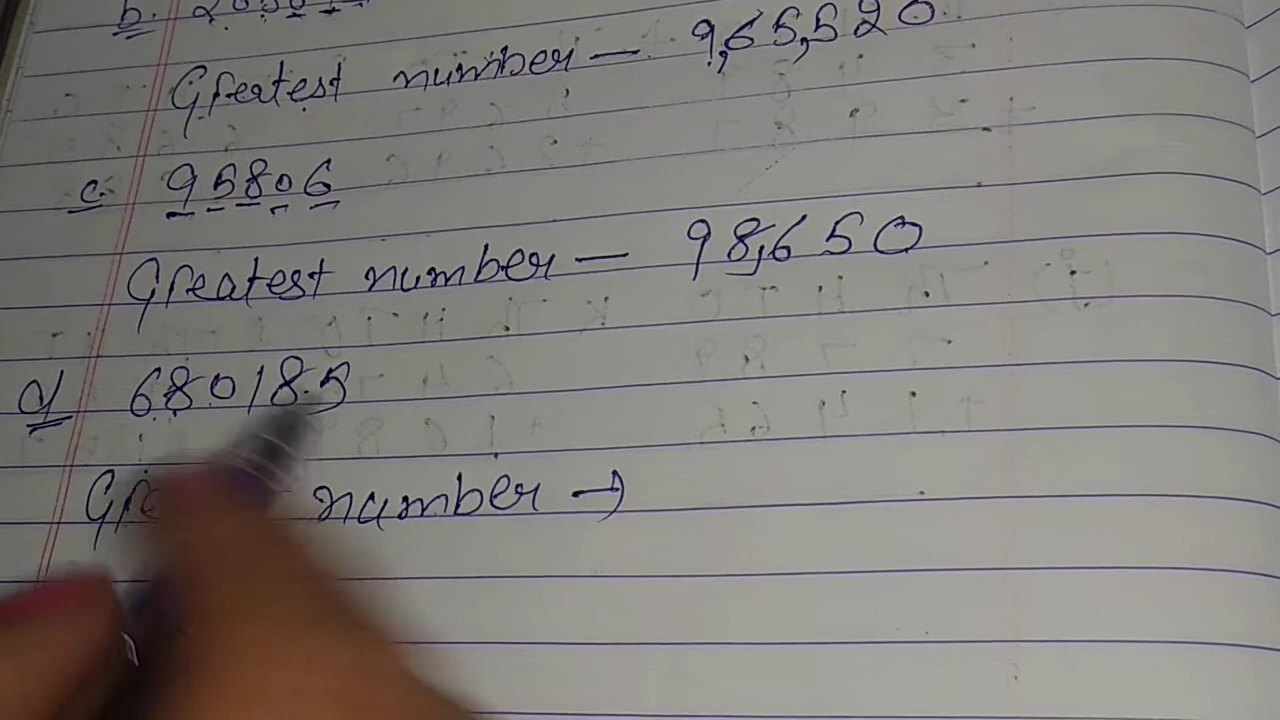 b.
Greatest number - 9,65,520
c. 95806
Greatest number - 98,650
d 680185
number →